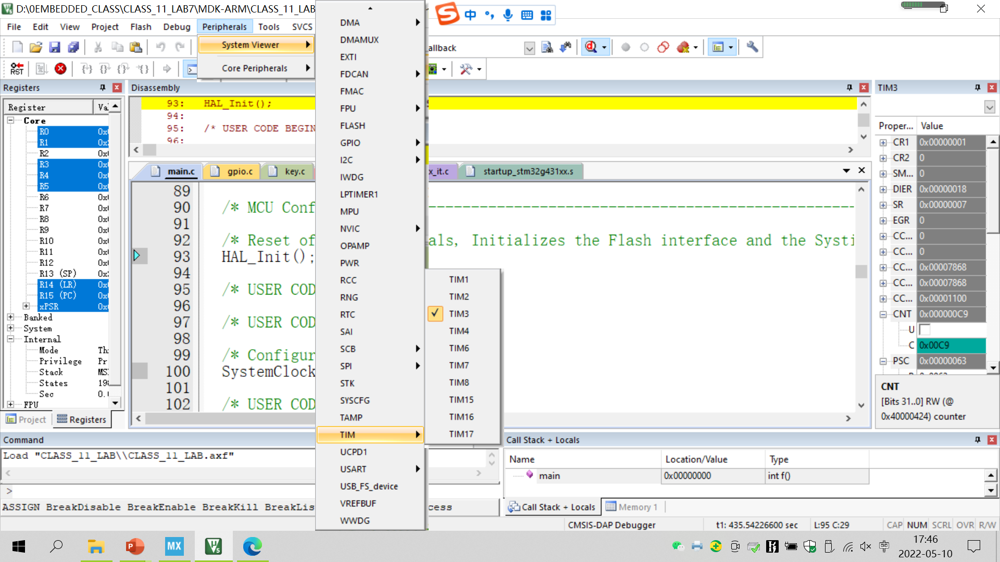 D:\0EMBEDDED_CLASS\CLASS_11_LAB7\MDK-ARM\CLASS_11_LAB
中
File Edit View Project Flash Debug Peripherals Tools SVCS
allback
RST
System Viewer
Core Peripherals
DMA
DMAMUX
EXTI
FDCAN
FMAC
FPU
FLASH
GPIO
I2C
IWDG
LPTIMER1
MPU
NVIC
OPAMP
PWR
RCC
RNG
RTC
SAI
SCB
SPI
STK
SYSCFG
TAMP
TIM
UCPD1
USART
USB_FS_device
VREFBUF
WWDG
TIM1
TIM2
TIM3
TIM4
TIM6
TIM7
TIM8
TIM15
TIM16
TIM17
Registers
Register
Core
R0 0x
R1 0x
R2 0x
R3 0x
R4 0x
R5 0x
R6 0x
R7 0x
R8 0x
R9 0x
R10 0x
R11 0x
R12 0x
R13 (SP) 0x
R14 (LR) 0x
R15 (PC) 0x
xPSR 0x
Banked
System
Internal
Mode Th
Privilege Pr
Stack MS
States 19
Sec 0.
FPU
Project Registers
Disassembly
93: HAL_Init();
94:
95: /* USER CODE BEGIN
96:
main.c gpio.c key.c x_it.c startup_stm32g431xx.s
89
90 /* MCU Conf--------------------------------------------------
91
92 /* Reset of als, Initializes the Flash interface and the Systi
93 HAL_Init();
94
95 /* USER COD
96
97 /* USER COD
98
99 /* Configur
100 SystemClock
101
102 /* USER COD
TIM3
Proper... Value
CR1 0x00000001
CR2 0
SM... 0
DIER 0x00000018
SR 0x00000007
EGR 0
CC... 0
CC... 0
CC... 0x00007868
CC... 0x00007868
CC... 0x00001100
CNT 0x000000C9
U
C 0x00C9
PSC 0x00000063
CNT
[Bits 31..0] RW (@
0x40000424) counter
Command
Load "CLASS_11_LAB\\CLASS_11_LAB.axf"
>
ASSIGN BreakDisable BreakEnable BreakKill BreakLis cess
Call Stack + Locals
Name Location/Value Type
main 0x00000000 int f()
Call Stack + Locals Memory 1
CMSIS-DAP Debugger t1: 435.54226600 sec L:95 C:29 CAP NUM SCRL OVR R/W
MX
中
17:46
2022-05-10